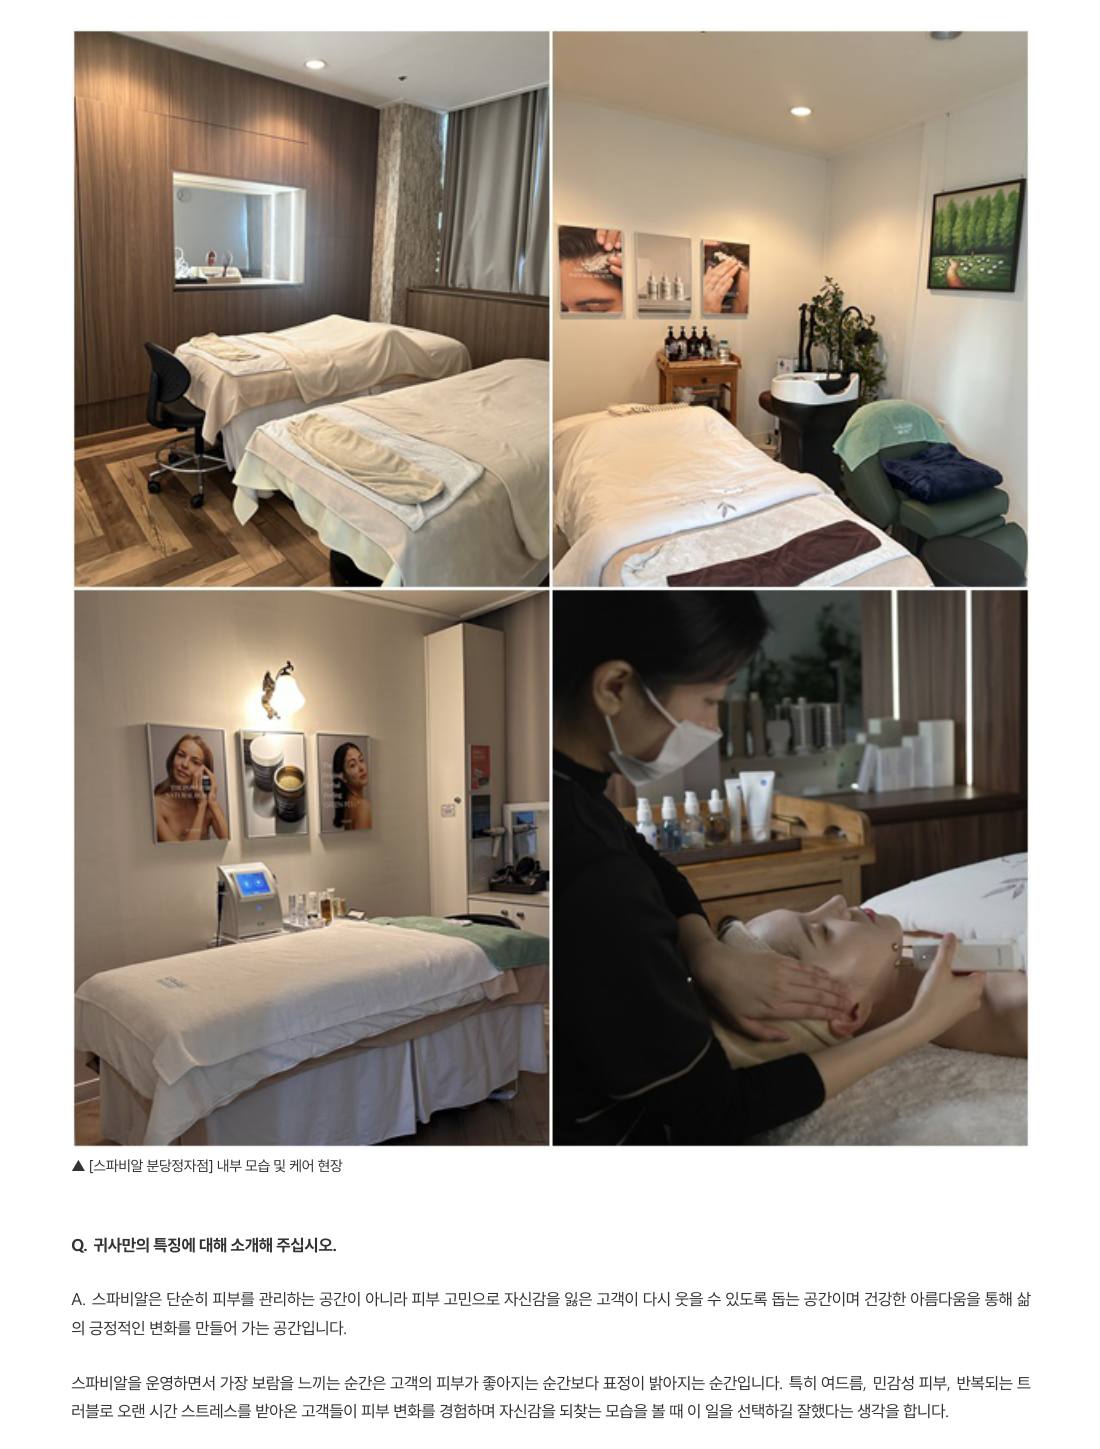 THE POWER OF
NATURAL BEAUTY
▲ [스파비알 분당정자점] 내부 모습 및 케어 현장
Q. 귀사만의 특징에 대해 소개해 주십시오.
A. 스파비알은 단순히 피부를 관리하는 공간이 아니라 피부 고민으로 자신감을 잃은 고객이 다시 웃을 수 있도록 돕는 공간이며 건강한 아름다움을 통해 삶
의 긍정적인 변화를 만들어 가는 공간입니다.
스파비알을 운영하면서 가장 보람을 느끼는 순간은 고객의 피부가 좋아지는 순간보다 표정이 밝아지는 순간입니다. 특히 여드름, 민감성 피부, 반복되는 트
러블로 오랜 시간 스트레스를 받아온 고객들이 피부 변화를 경험하며 자신감을 되찾는 모습을 볼 때 이 일을 선택하길 잘했다는 생각을 합니다.